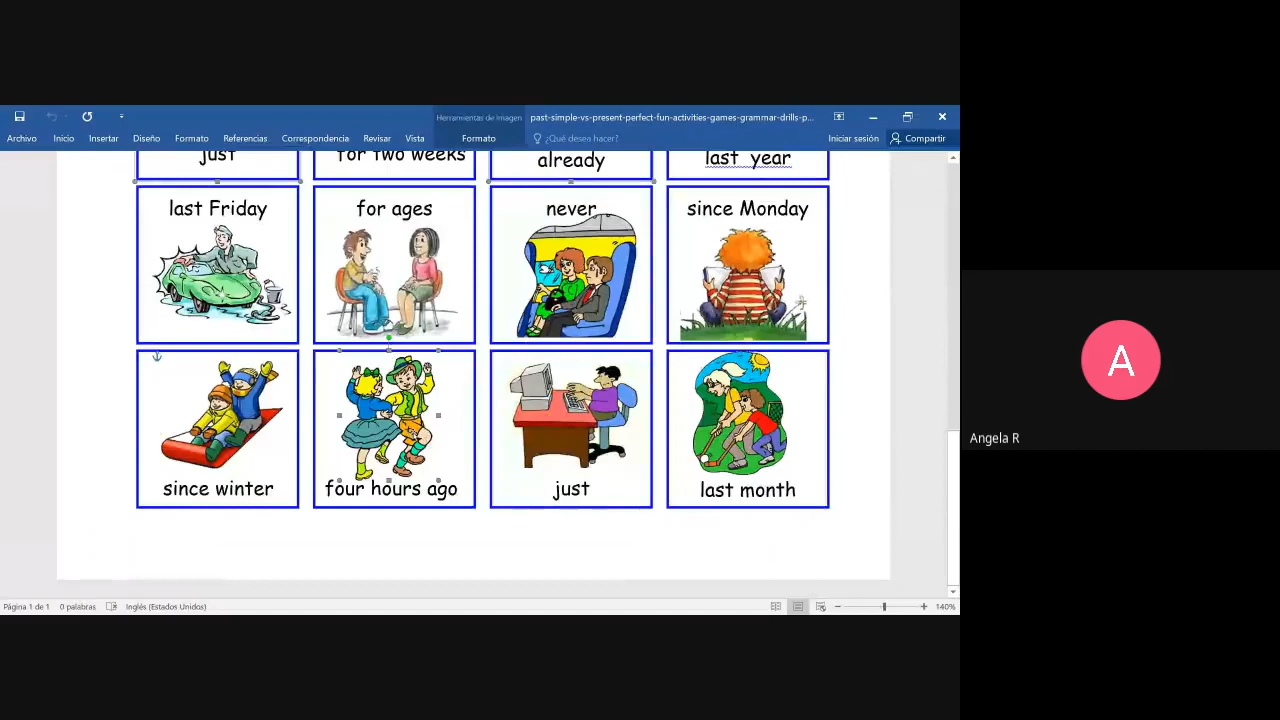 Herramientas de imagen
past-simple-vs-present-perfect-fun-activities-games-grammar-drills-p...
Archivo Inicio Insertar Diseño Formato Referencias Correspondencia Revisar Vista Formato ¿Qué desea hacer? Iniciar sesión Compartir
just for two weeks already last year
last Friday for ages never since Monday
since winter four hours ago just last month
A
Angela R
Página 1 de 1 0 palabras Inglés (Estados Unidos) 140%